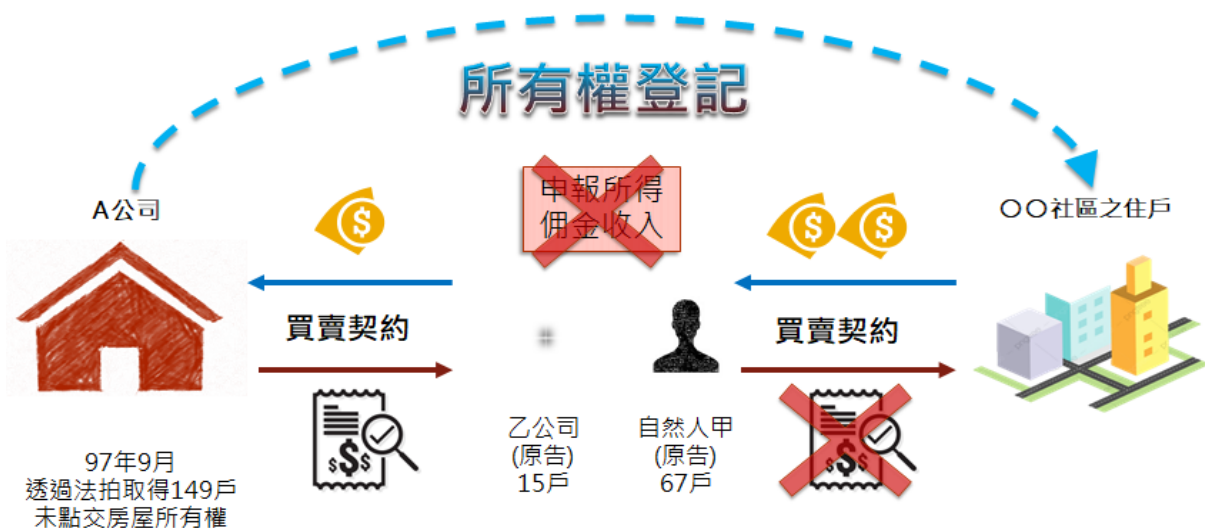 所有權登記
A公司
申報所得
佣金收入
〇〇社區之住戶
買賣契約
買賣契約
乙公司
(原告)
15戶
自然人甲
(原告)
67戶
97年9月
透過法拍取得149戶
未點交房屋所有權